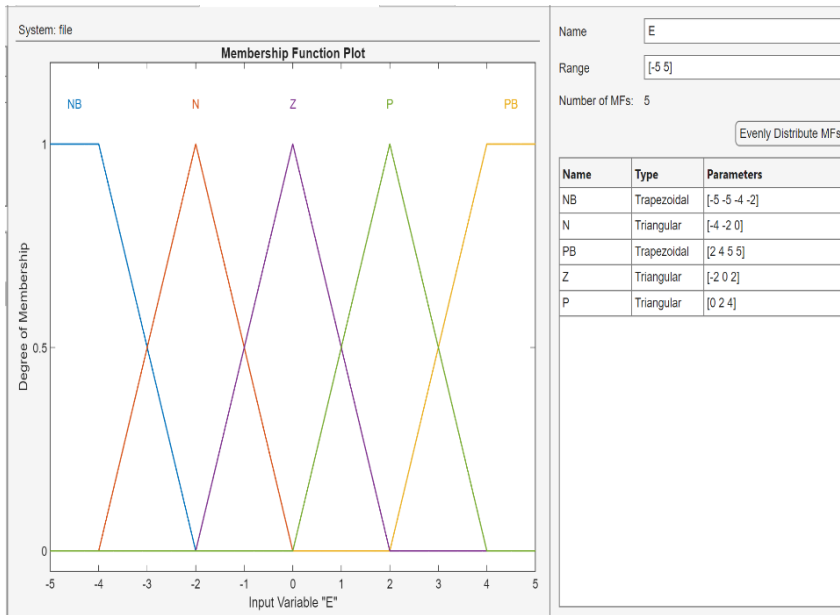 System: file
Membership Function Plot
NB N Z P PB
1
0.5
0
Degree of Membership
-5 -4 -3 -2 -1 0 1 2 3 4 5
Input Variable "E"
Name E
Range [-5 5]
Number of MFs: 5
Evenly Distribute MFs
Name Type Parameters
NB Trapezoidal [-5 -5 -4 -2]
N Triangular [-4 -2 0]
PB Trapezoidal [2 4 5 5]
Z Triangular [-2 0 2]
P Triangular [0 2 4]